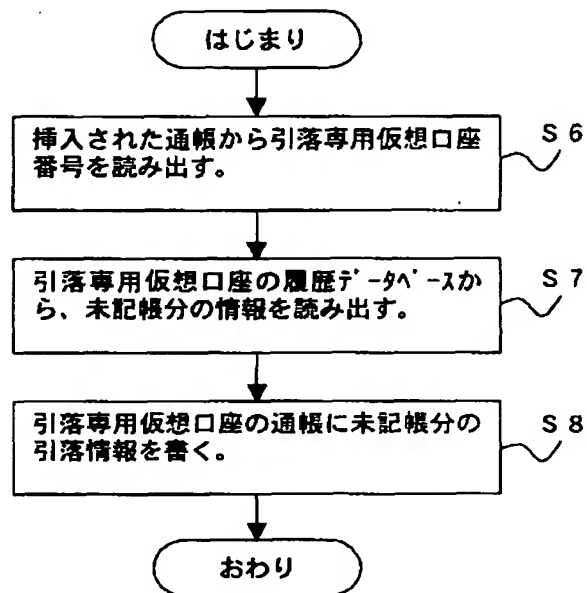 はじまり
挿入された通帳から引落専用仮想口座
番号を読み出す。
S6
引落専用仮想口座の履歴ﾃﾞｰﾀﾍﾞｰｽか
ら、未記帳分の情報を読み出す。
S7
引落専用仮想口座の通帳に未記帳分の
引落情報を書く。
S8
おわり